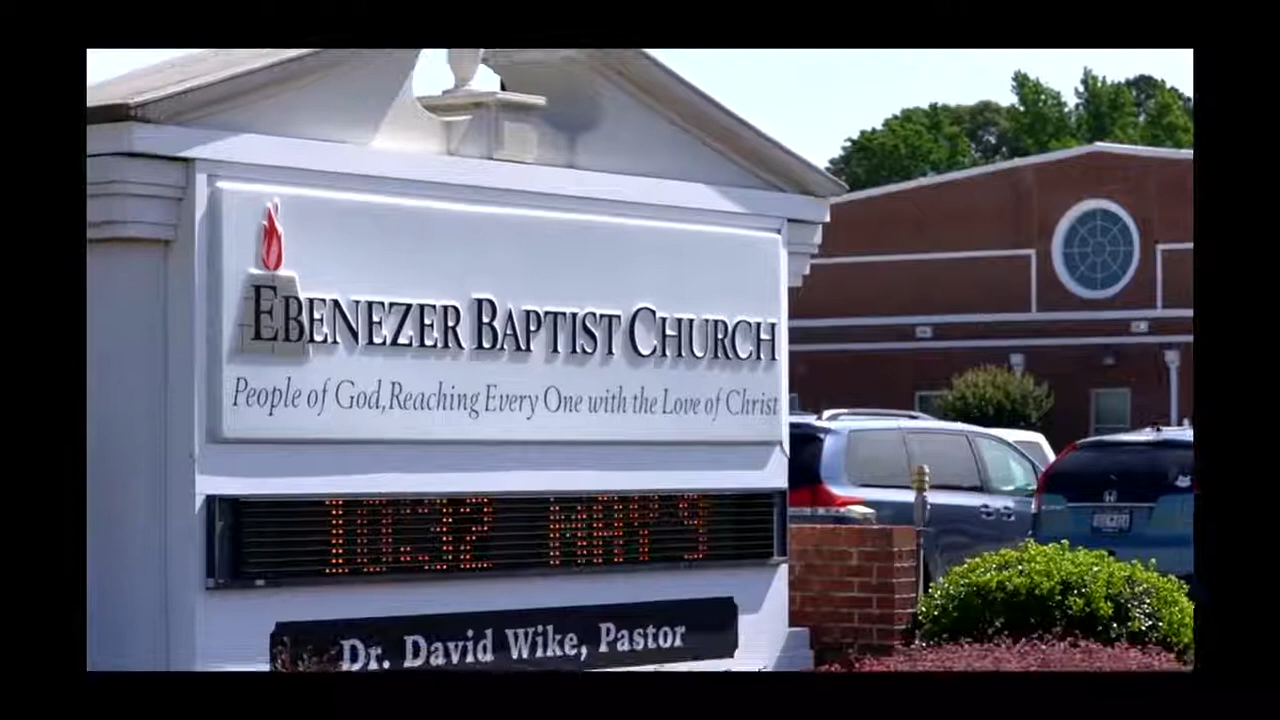 Ebenezer Baptist Church
People of God, Reaching Every One with the Love of Christ
10:32 MAY 9
Dr. David Wike, Pastor